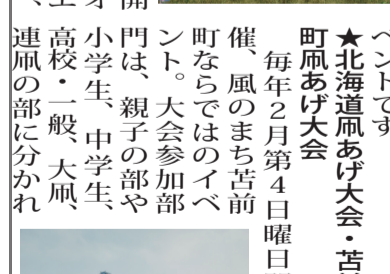 ベントです
★北海道凧あげ大会・苫
町凧あげ大会
毎年２月第４日曜日
催、風のまち苫前
町ならではのイベ
ント。大会参加部
門は、親子の部や
小学生、中学生、
高校・一般、大凧、
連凧の部に分かれ